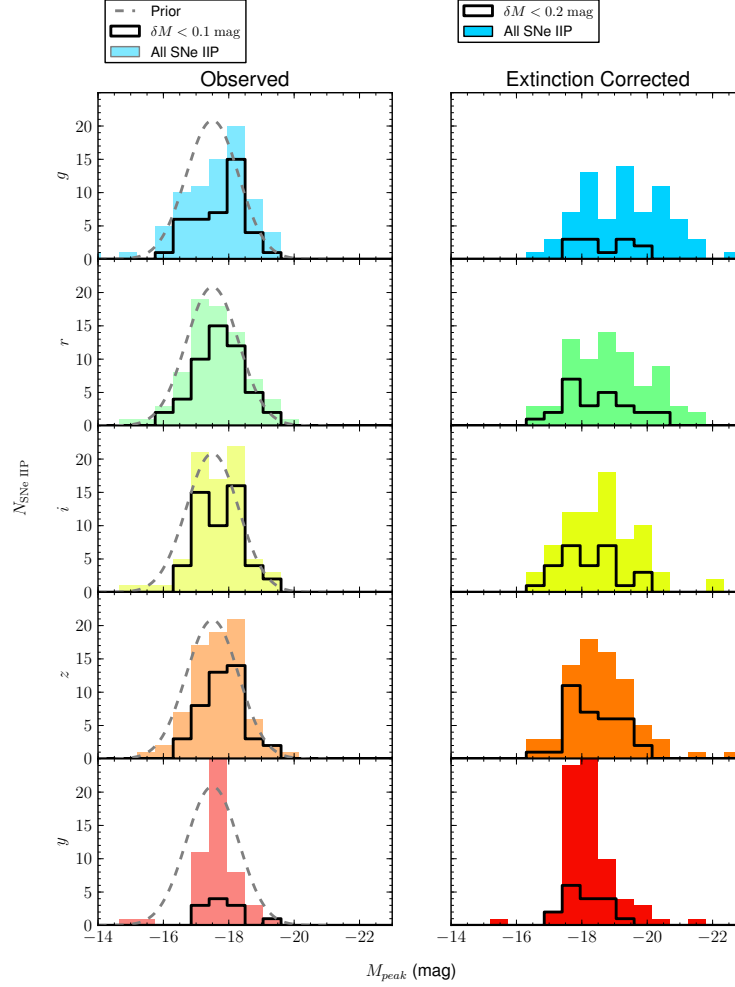 Prior
δM < 0.1 mag
All SNe IIP
δM < 0.2 mag
All SNe IIP
Observed
Extinction Corrected
g
20
15
10
5
0
r
20
15
10
5
0
N_SNe IIP
i
20
15
10
5
0
z
20
15
10
5
0
y
20
15
10
5
0
−14 −16 −18 −20 −22
−14 −16 −18 −20 −22
M_peak (mag)